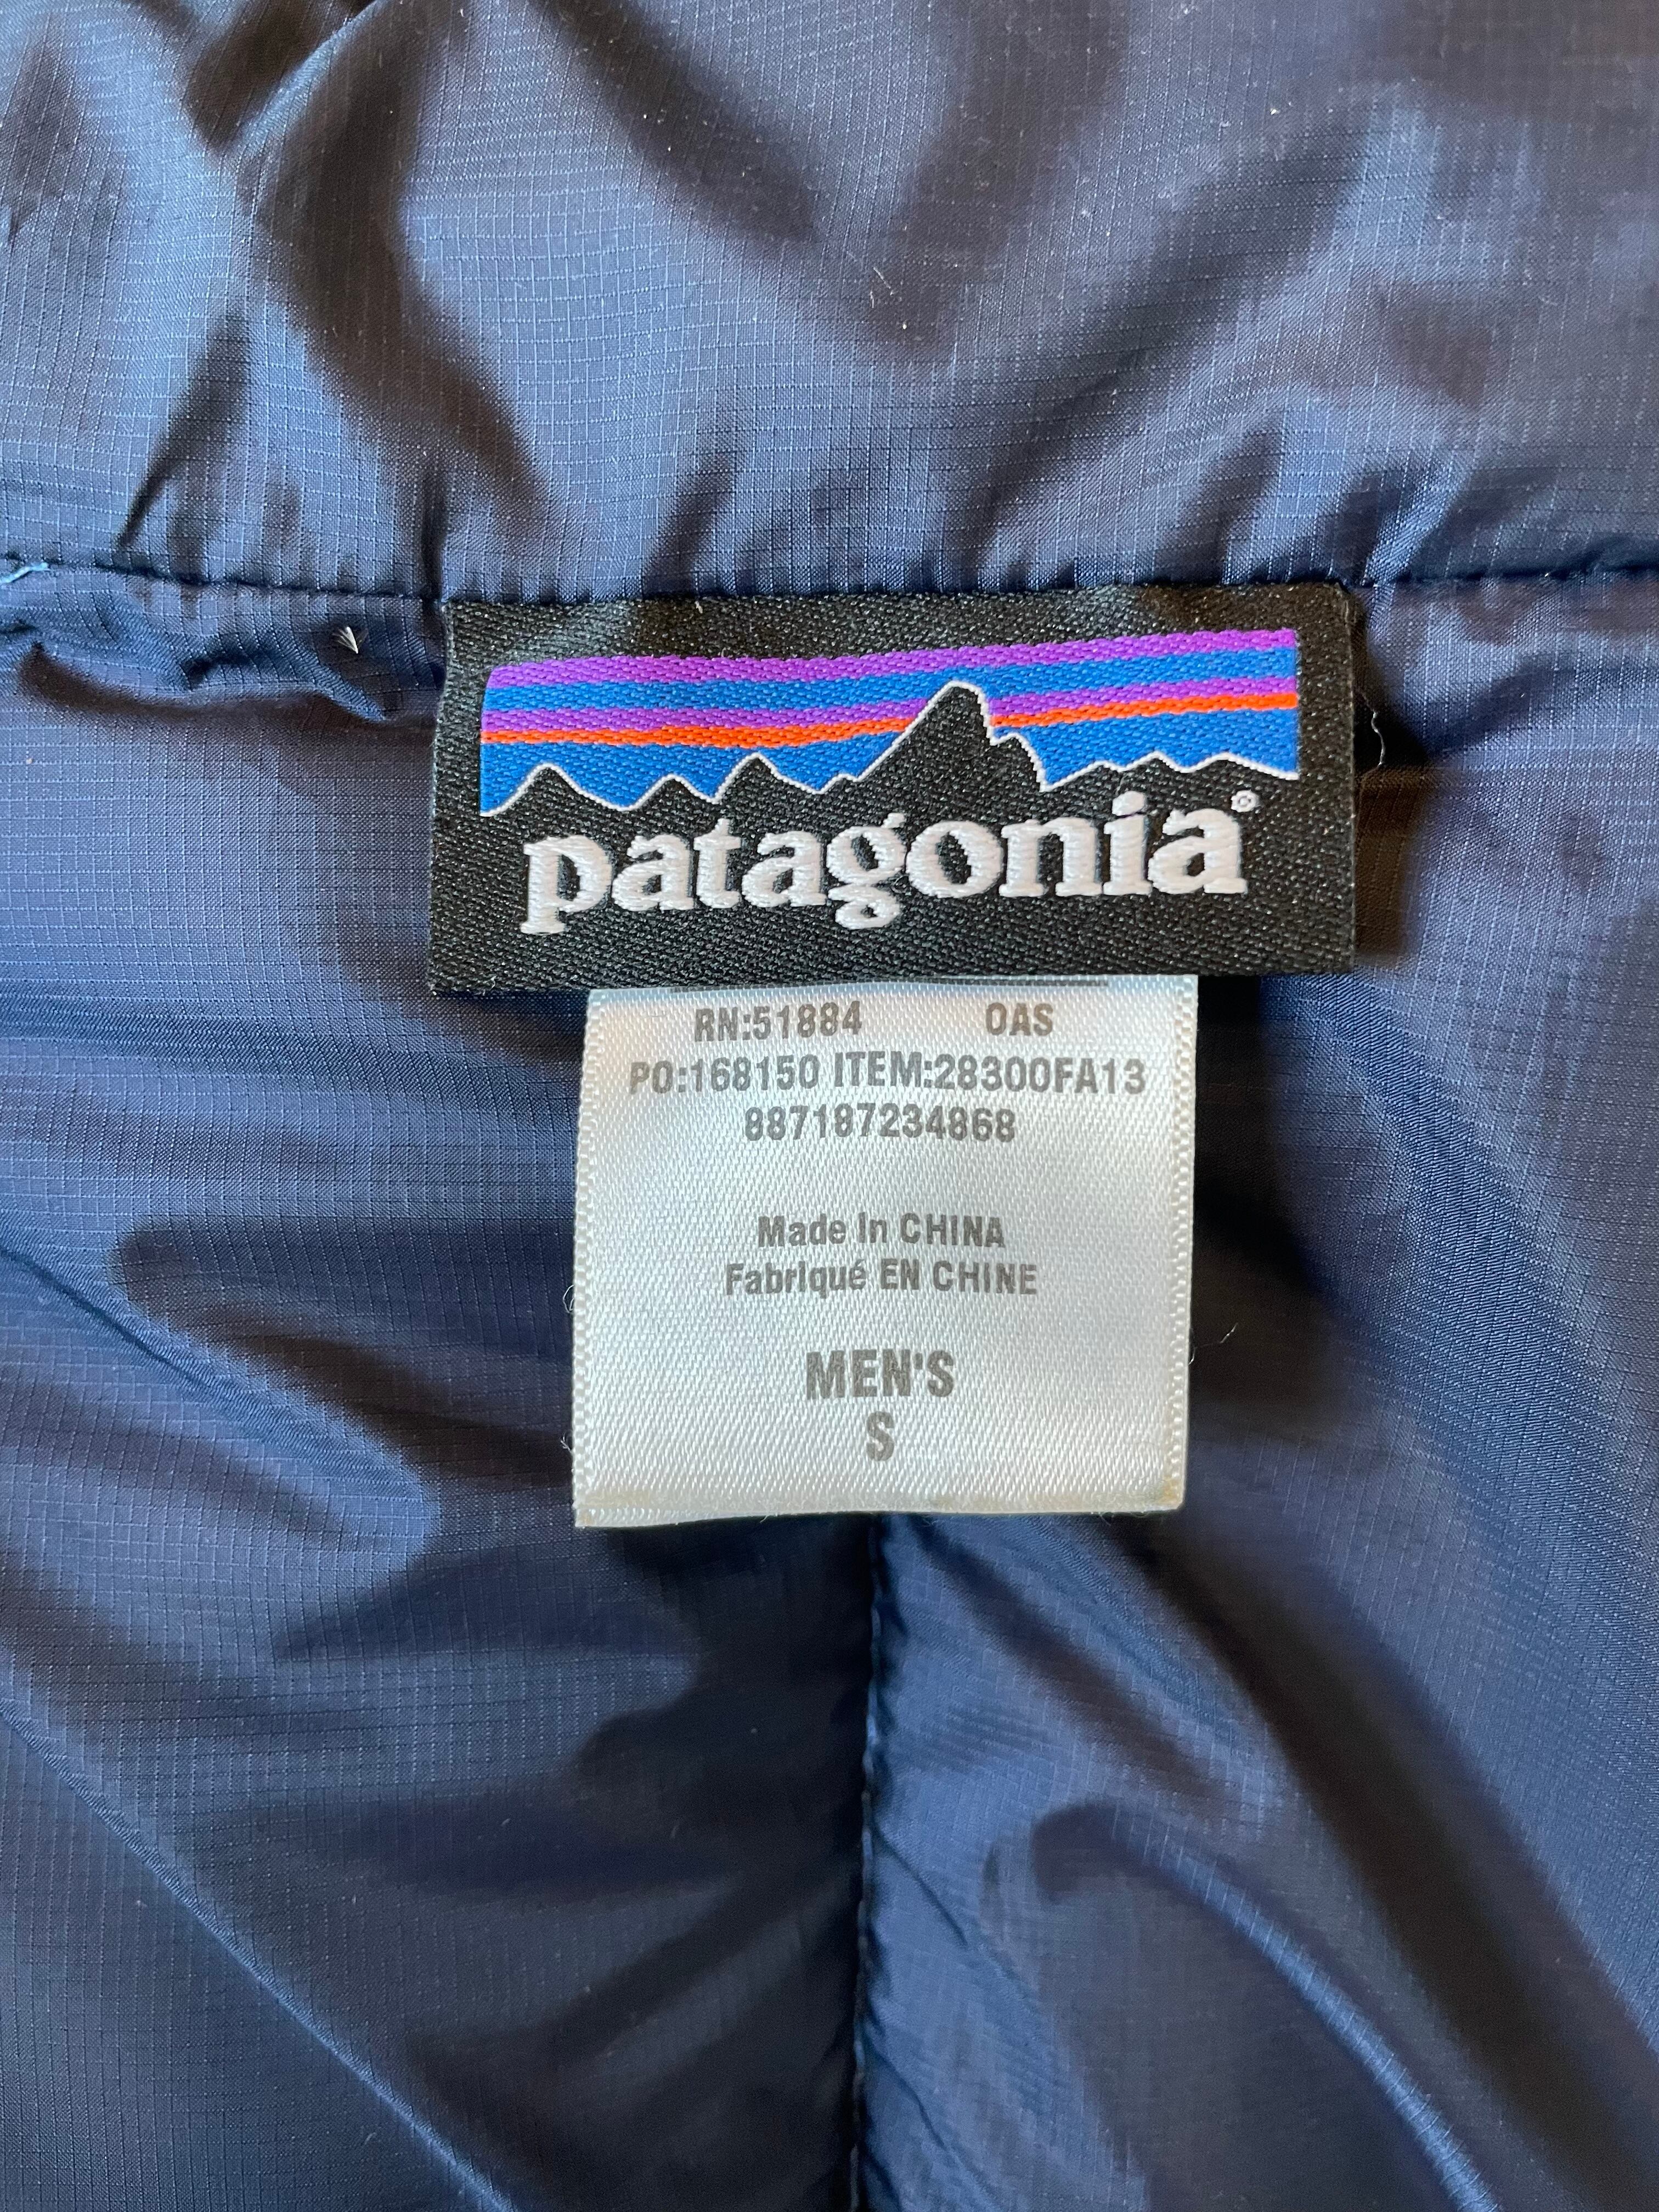 patagonia®
RN:51884 OAS
PO:168150 ITEM:28300FA13
887187234868
Made In CHINA
Fabriqué EN CHINE
MEN'S
S